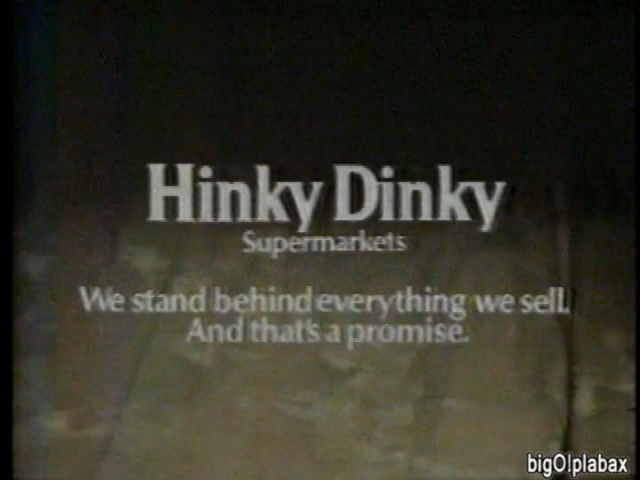 Hinky Dinky
Supermarkets
We stand behind everything we sell.
And that's a promise.
bigO!plabax